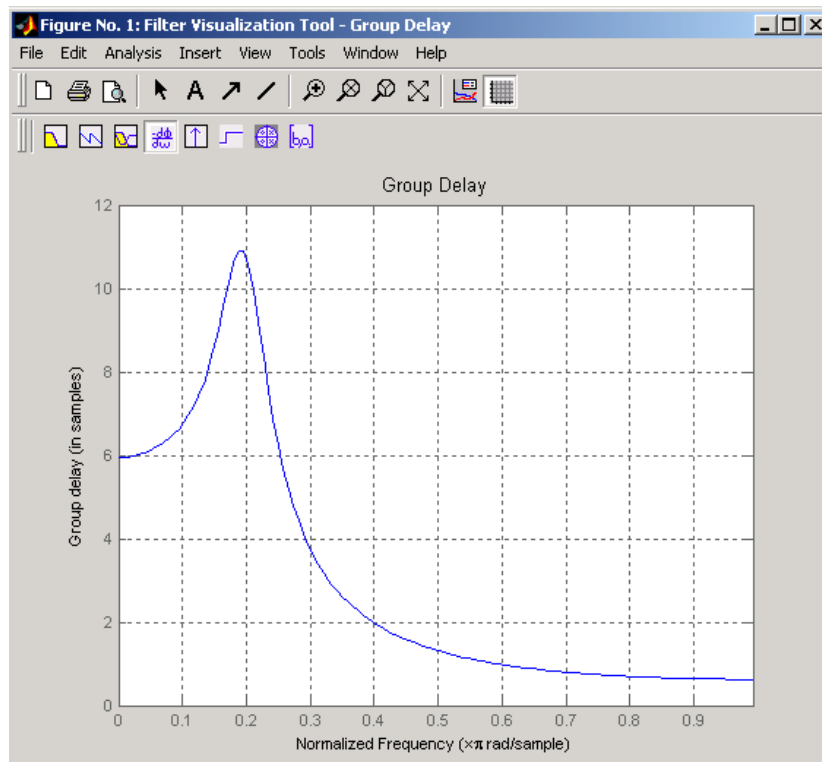 Figure No. 1: Filter Visualization Tool - Group Delay
File Edit Analysis Insert View Tools Window Help
A
-dϕ
dω
[b,a]
Group Delay
12
10
8
6
4
2
0
Group delay (in samples)
0 0.1 0.2 0.3 0.4 0.5 0.6 0.7 0.8 0.9
Normalized Frequency (×π rad/sample)